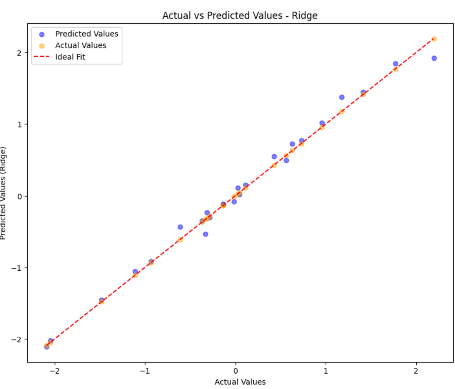 Actual vs Predicted Values - Ridge
Predicted Values
Actual Values
Ideal Fit
Predicted Values (Ridge)
2
1
0
−1
−2
−2
−1
0
1
2
Actual Values